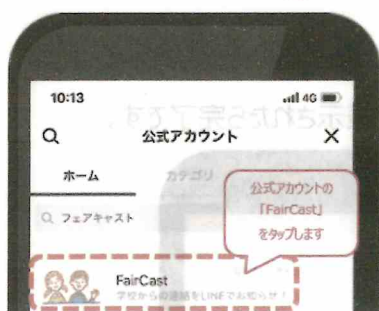 10:13
4G
公式アカウント
ホーム
カテゴリ
公式アカウントの
「FairCast」
をタップします
フェアキャスト
FairCast
学校からの連絡をLINEでお知らせ！